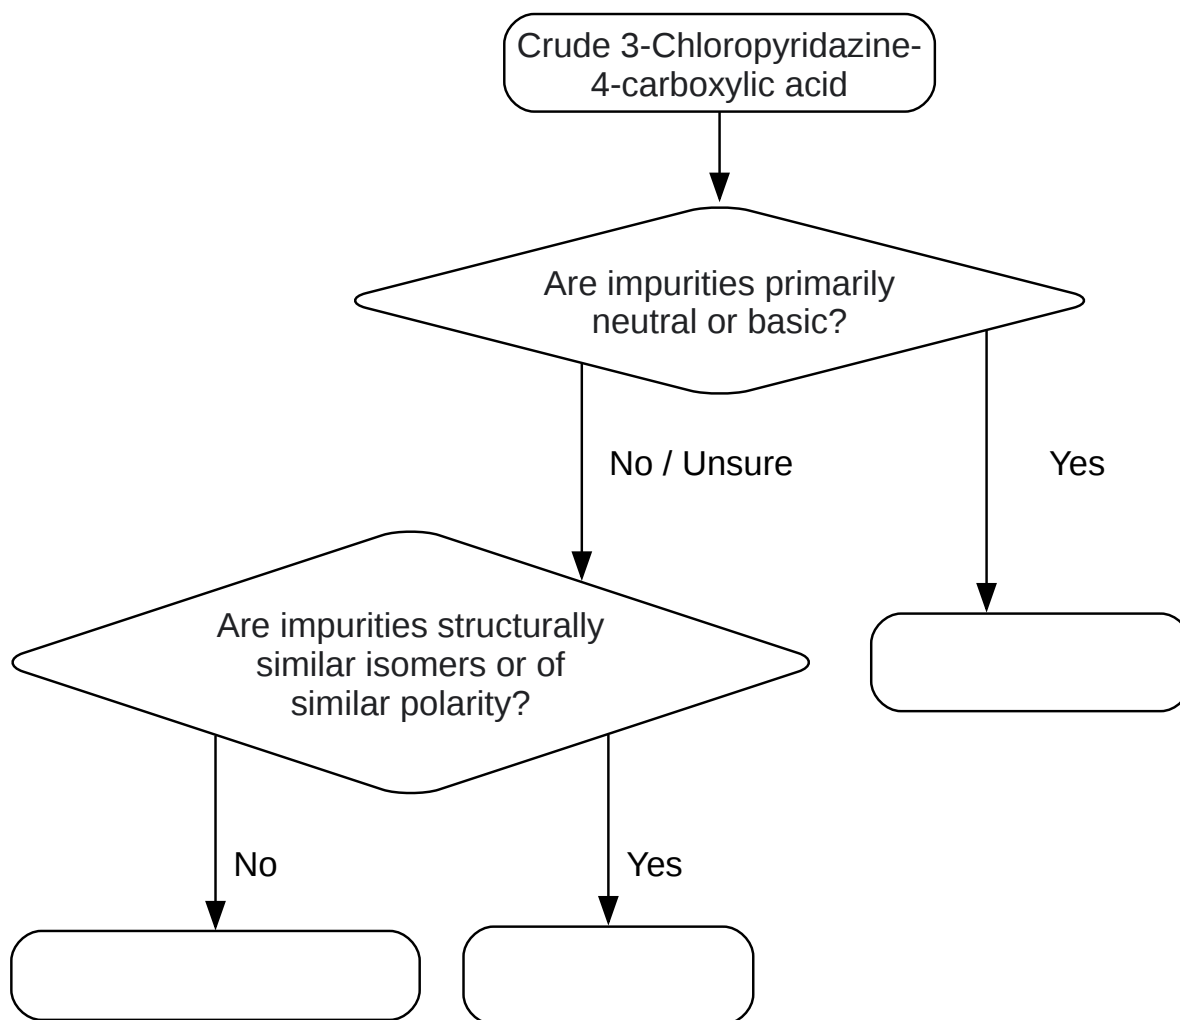 Crude 3-Chloropyridazine-
4-carboxylic acid
Are impurities primarily
neutral or basic?
No / Unsure
Yes
Are impurities structurally
similar isomers or of
similar polarity?
No
Yes